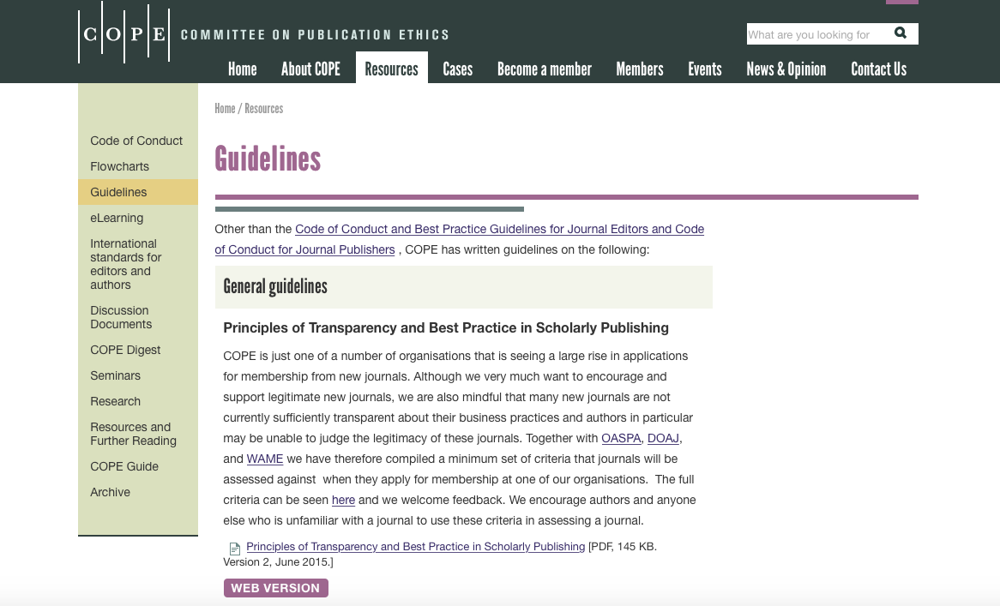 COPE COMMITTEE ON PUBLICATION ETHICS
What are you looking for
Home About COPE Resources Cases Become a member Members Events News & Opinion Contact Us
Code of Conduct
Flowcharts
Guidelines
eLearning
International
standards for
editors and
authors
Discussion
Documents
COPE Digest
Seminars
Research
Resources and
Further Reading
COPE Guide
Archive
Home / Resources
Guidelines
Other than the Code of Conduct and Best Practice Guidelines for Journal Editors and Code
of Conduct for Journal Publishers , COPE has written guidelines on the following:
General guidelines
Principles of Transparency and Best Practice in Scholarly Publishing
COPE is just one of a number of organisations that is seeing a large rise in applications
for membership from new journals. Although we very much want to encourage and
support legitimate new journals, we are also mindful that many new journals are not
currently sufficiently transparent about their business practices and authors in particular
may be unable to judge the legitimacy of these journals. Together with OASPA, DOAJ,
and WAME we have therefore compiled a minimum set of criteria that journals will be
assessed against  when they apply for membership at one of our organisations.  The full
criteria can be seen here and we welcome feedback. We encourage authors and anyone
else who is unfamiliar with a journal to use these criteria in assessing a journal.
Principles of Transparency and Best Practice in Scholarly Publishing [PDF, 145 KB.
Version 2, June 2015.]
WEB VERSION